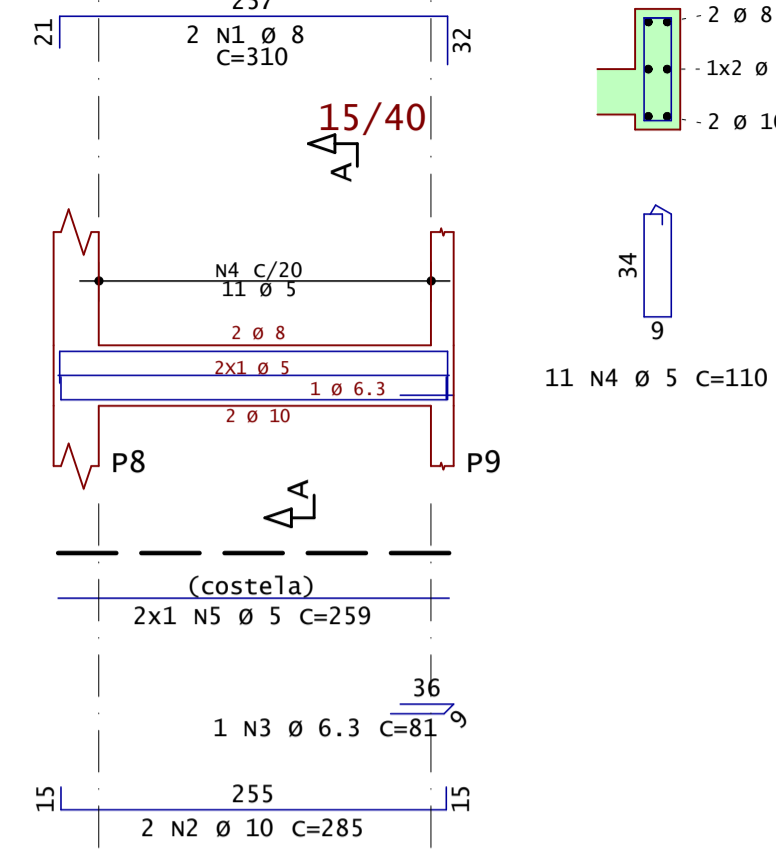 257
21
2 N1 Ø 8
C=310
32
15/40
A
N4 C/20
11 Ø 5
2 Ø 8
2X1 Ø 5
1 Ø 6.3
2 Ø 10
P8
P9
A
(costela)
2x1 N5 Ø 5 C=259
36
9
1 N3 Ø 6.3 C=81
15
255
15
2 N2 Ø 10 C=285
-2 Ø 8
-1x2 Ø
-2 Ø 10
34
9
11 N4 Ø 5 C=110